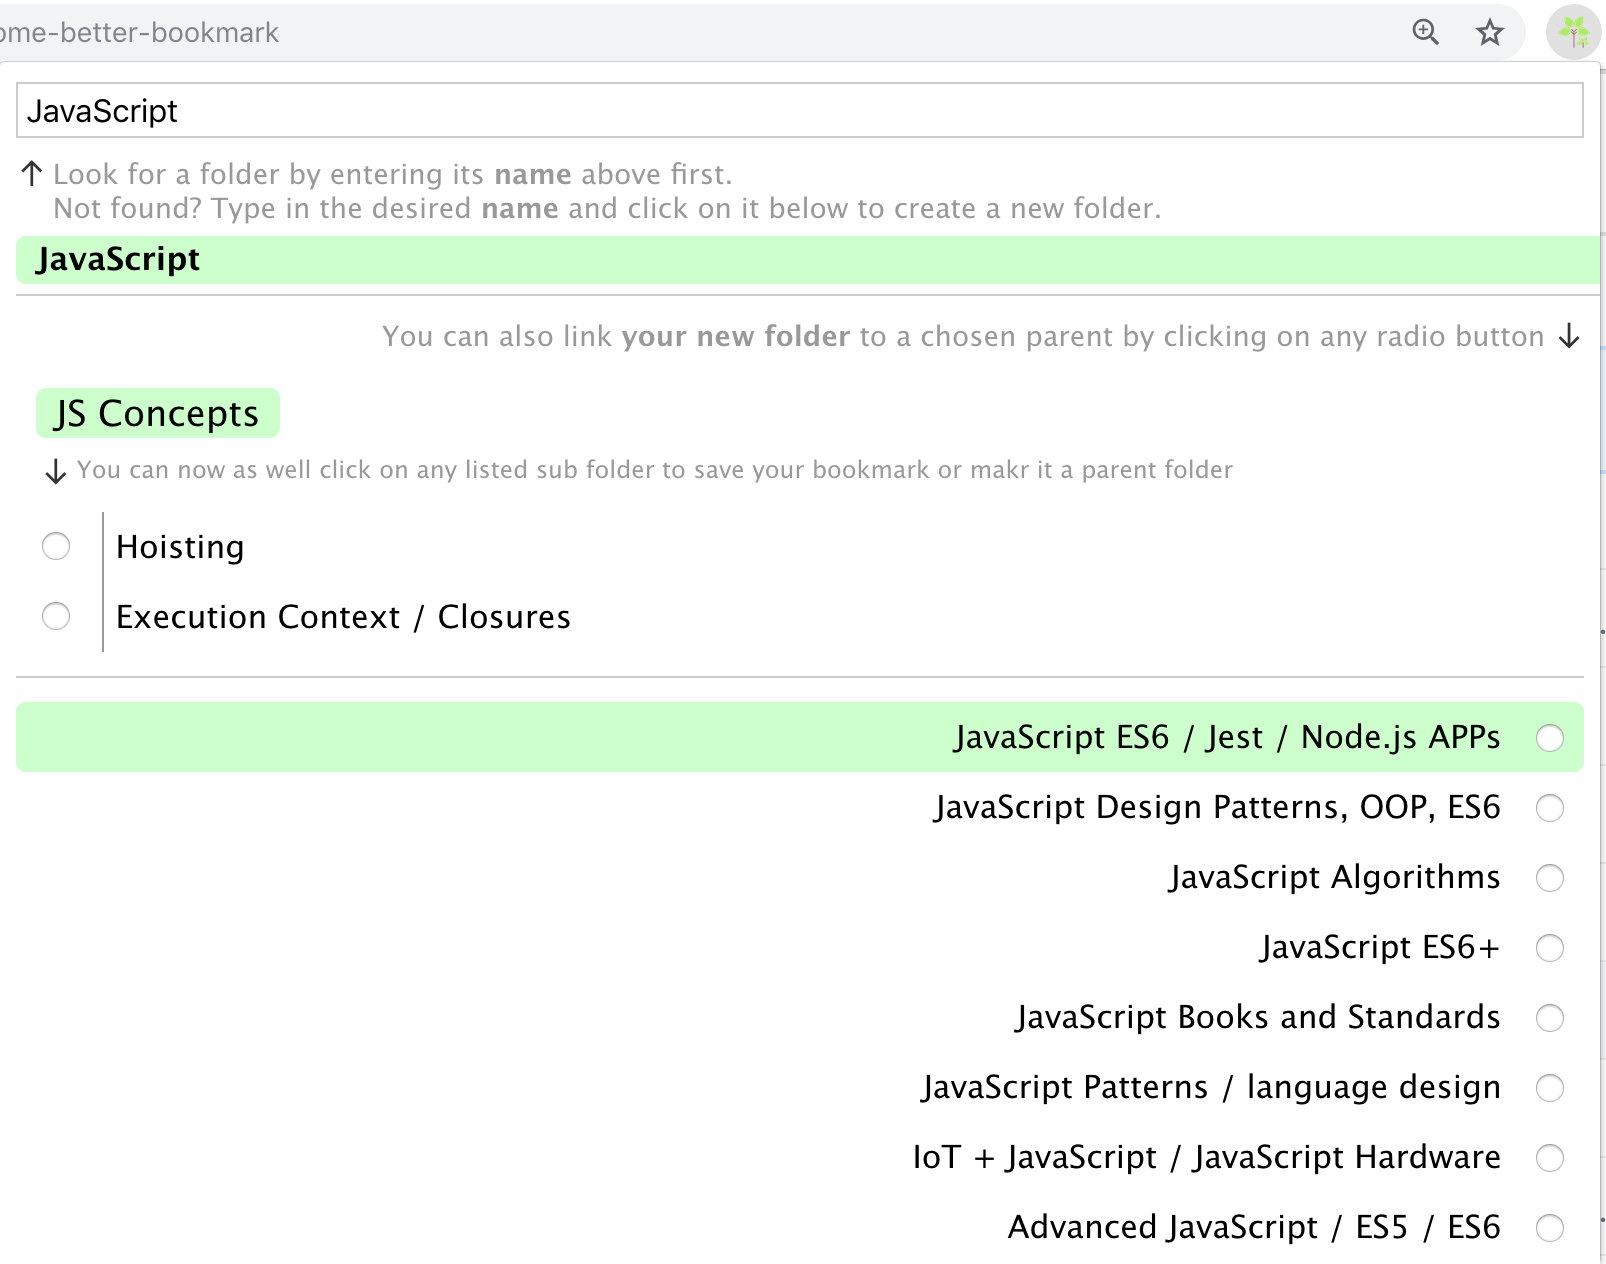 ome-better-bookmark
JavaScript
↑ Look for a folder by entering its name above first.
Not found? Type in the desired name and click on it below to create a new folder.
JavaScript
You can also link your new folder to a chosen parent by clicking on any radio button ↓
JS Concepts
↓ You can now as well click on any listed sub folder to save your bookmark or makr it a parent folder
Hoisting
Execution Context / Closures
JavaScript ES6 / Jest / Node.js APPs
JavaScript Design Patterns, OOP, ES6
JavaScript Algorithms
JavaScript ES6+
JavaScript Books and Standards
JavaScript Patterns / language design
IoT + JavaScript / JavaScript Hardware
Advanced JavaScript / ES5 / ES6